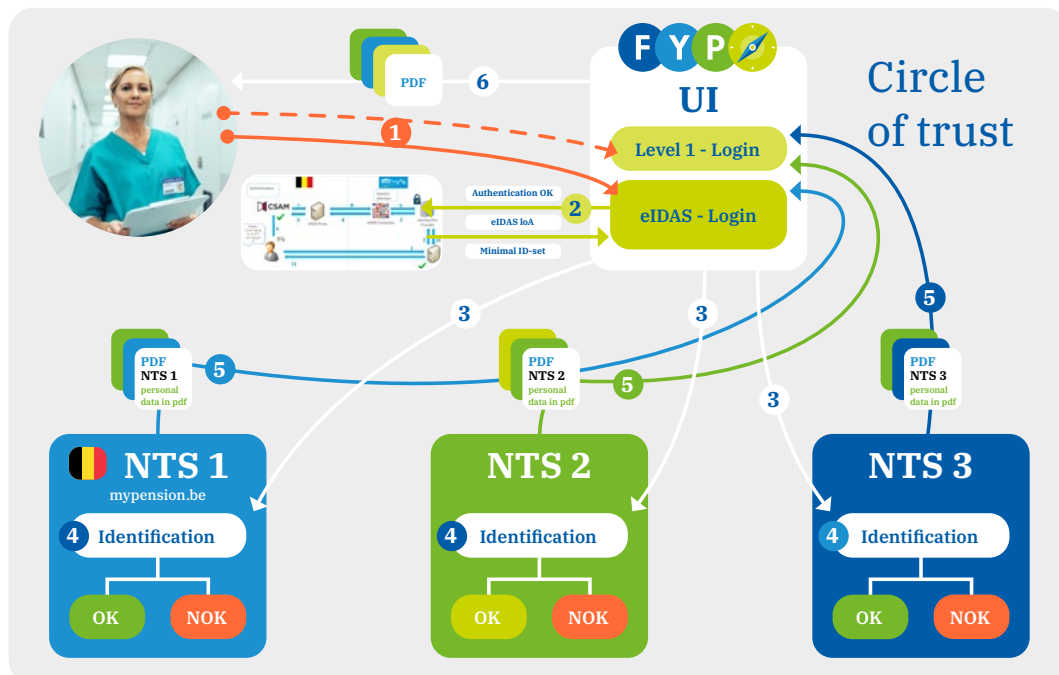 FYP
UI
Circle
of trust
PDF
6
1
Level 1 - Login
eIDAS - Login
CSAM
Authentication OK
2
eIDAS loA
Minimal ID-set
3
3
5
5
5
3
PDF
NTS 1
personal
data in pdf
PDF
NTS 2
personal
data in pdf
PDF
NTS 3
personal
data in pdf
NTS 1
mypension.be
4
Identification
OK
NOK
NTS 2
4
Identification
OK
NOK
NTS 3
4
Identification
OK
NOK